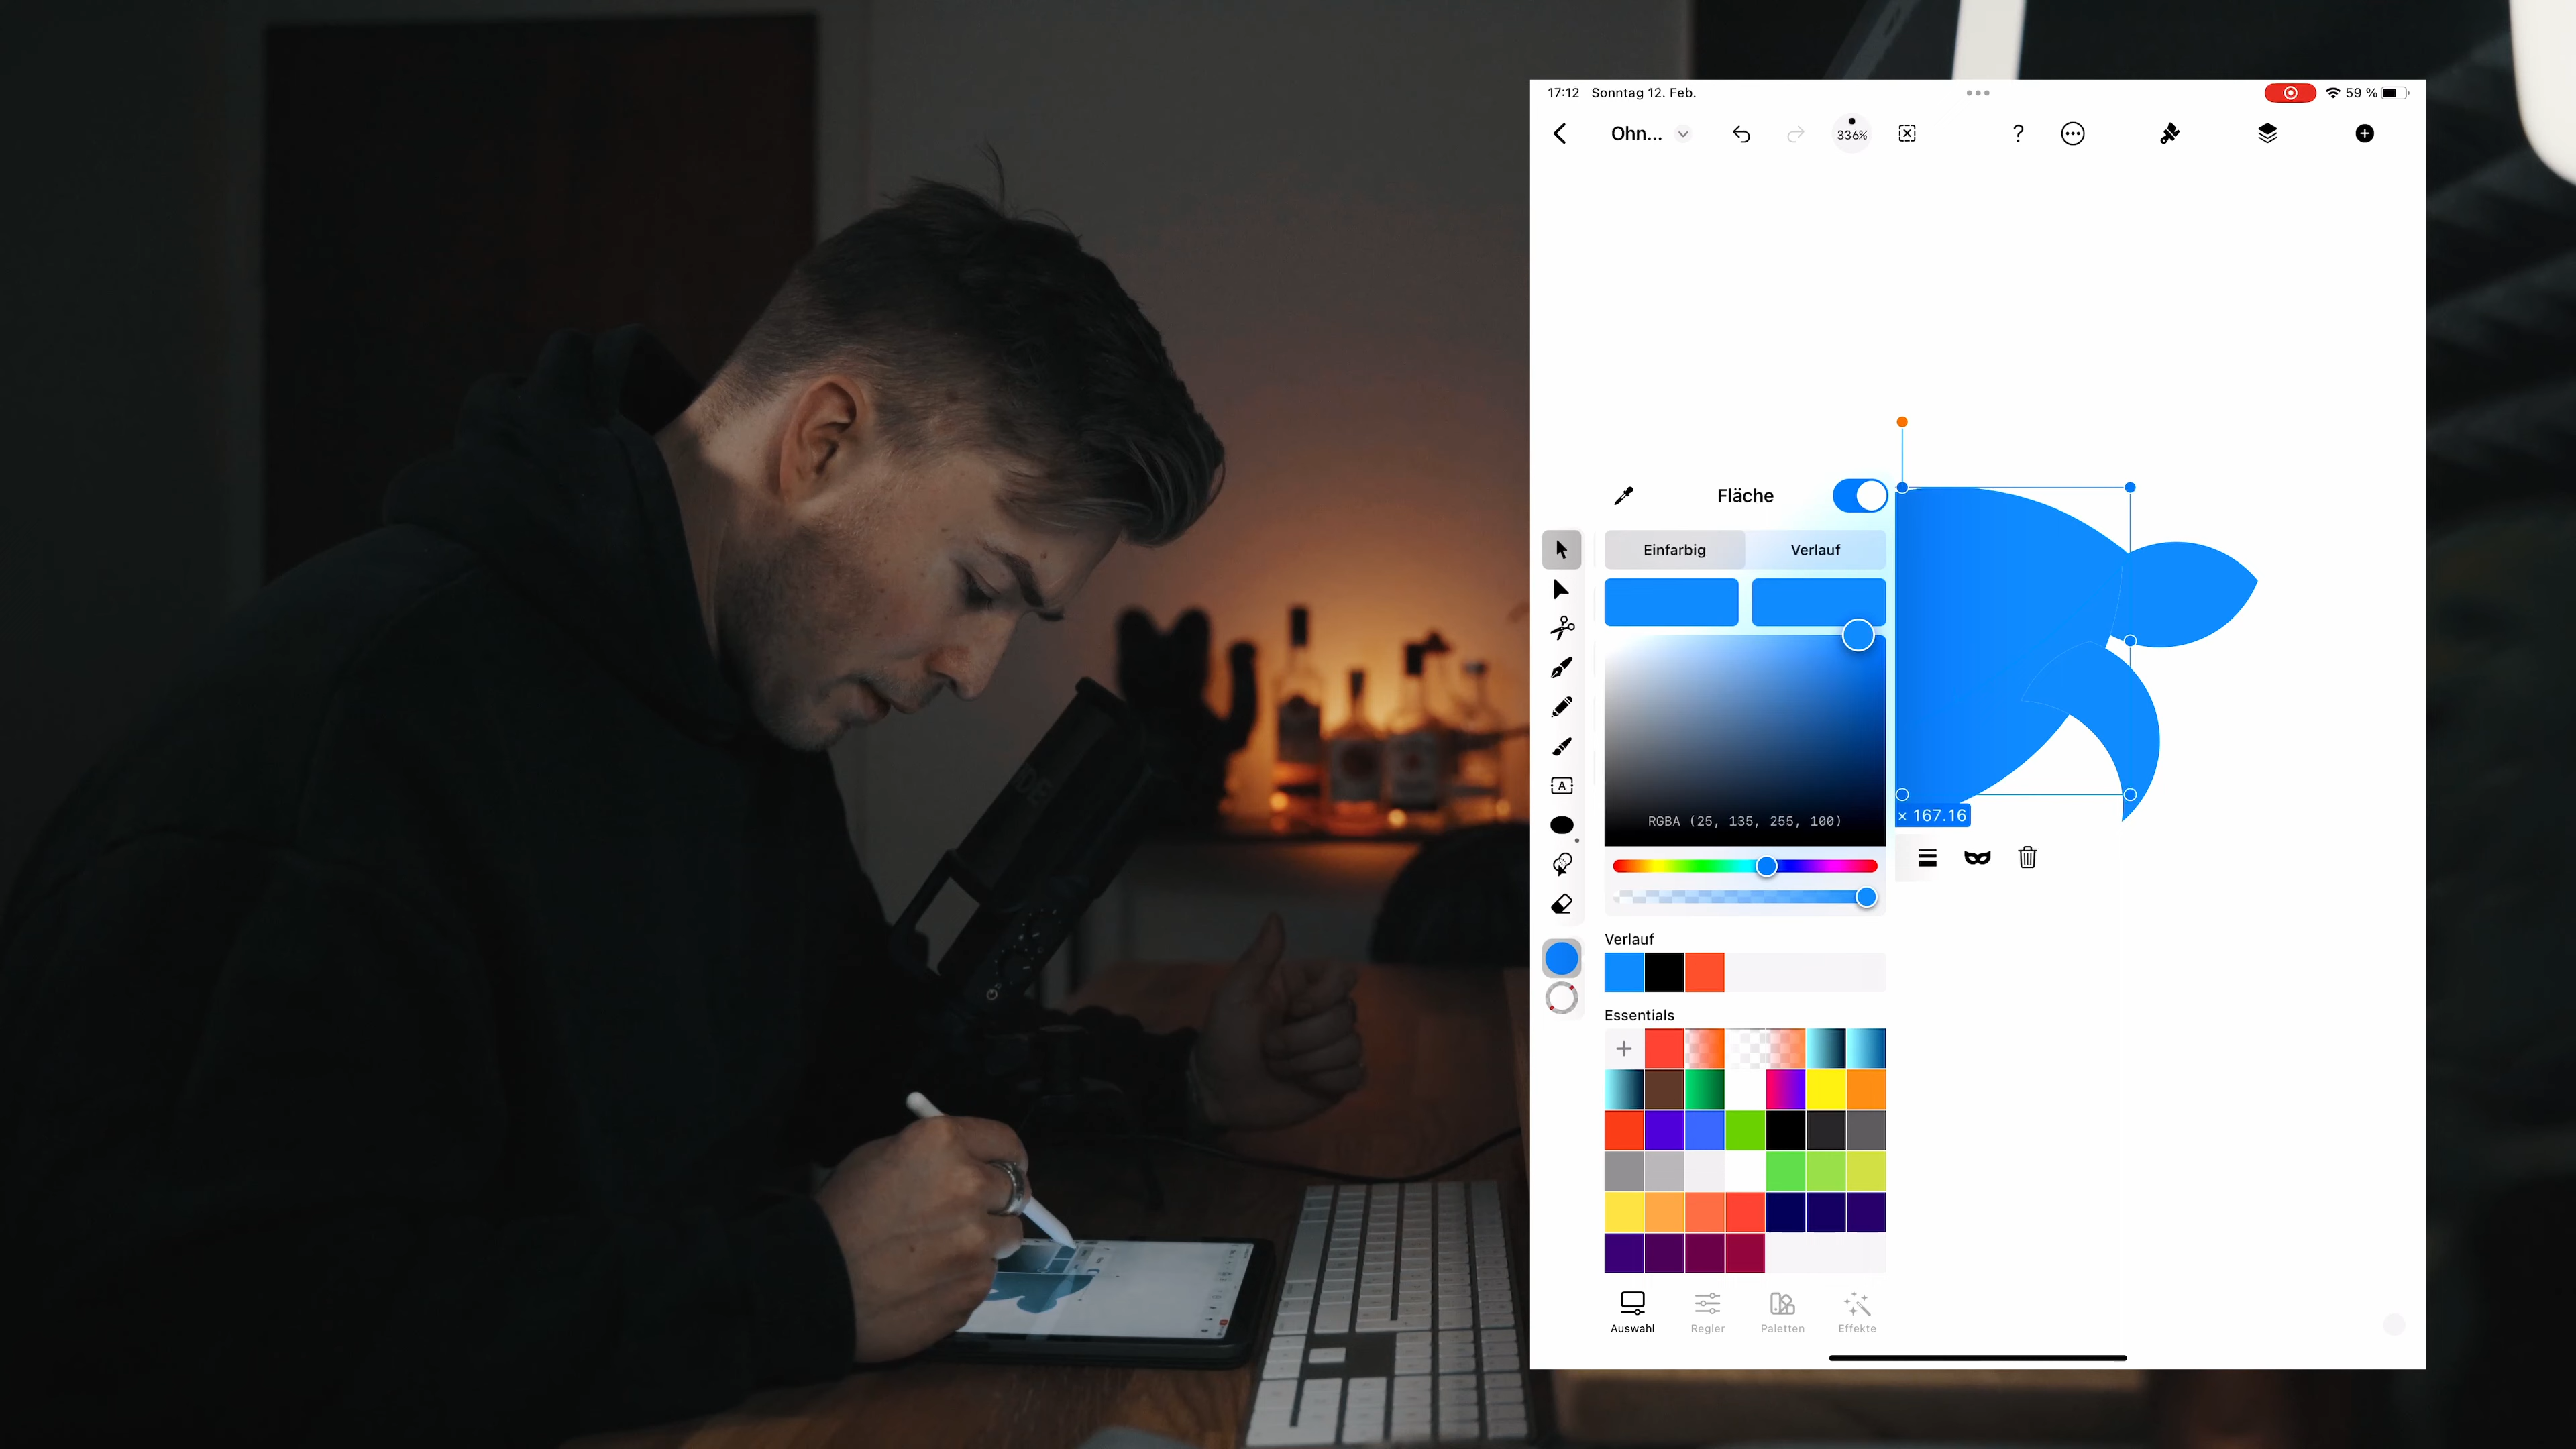 17:12 Sonntag 12. Feb.
59 %
Ohn...
336%
?
Fläche
Einfarbig Verlauf
A
RGBA (25, 135, 255, 100)
× 167.16
Verlauf
Essentials
Auswahl Regler Paletten Effekte